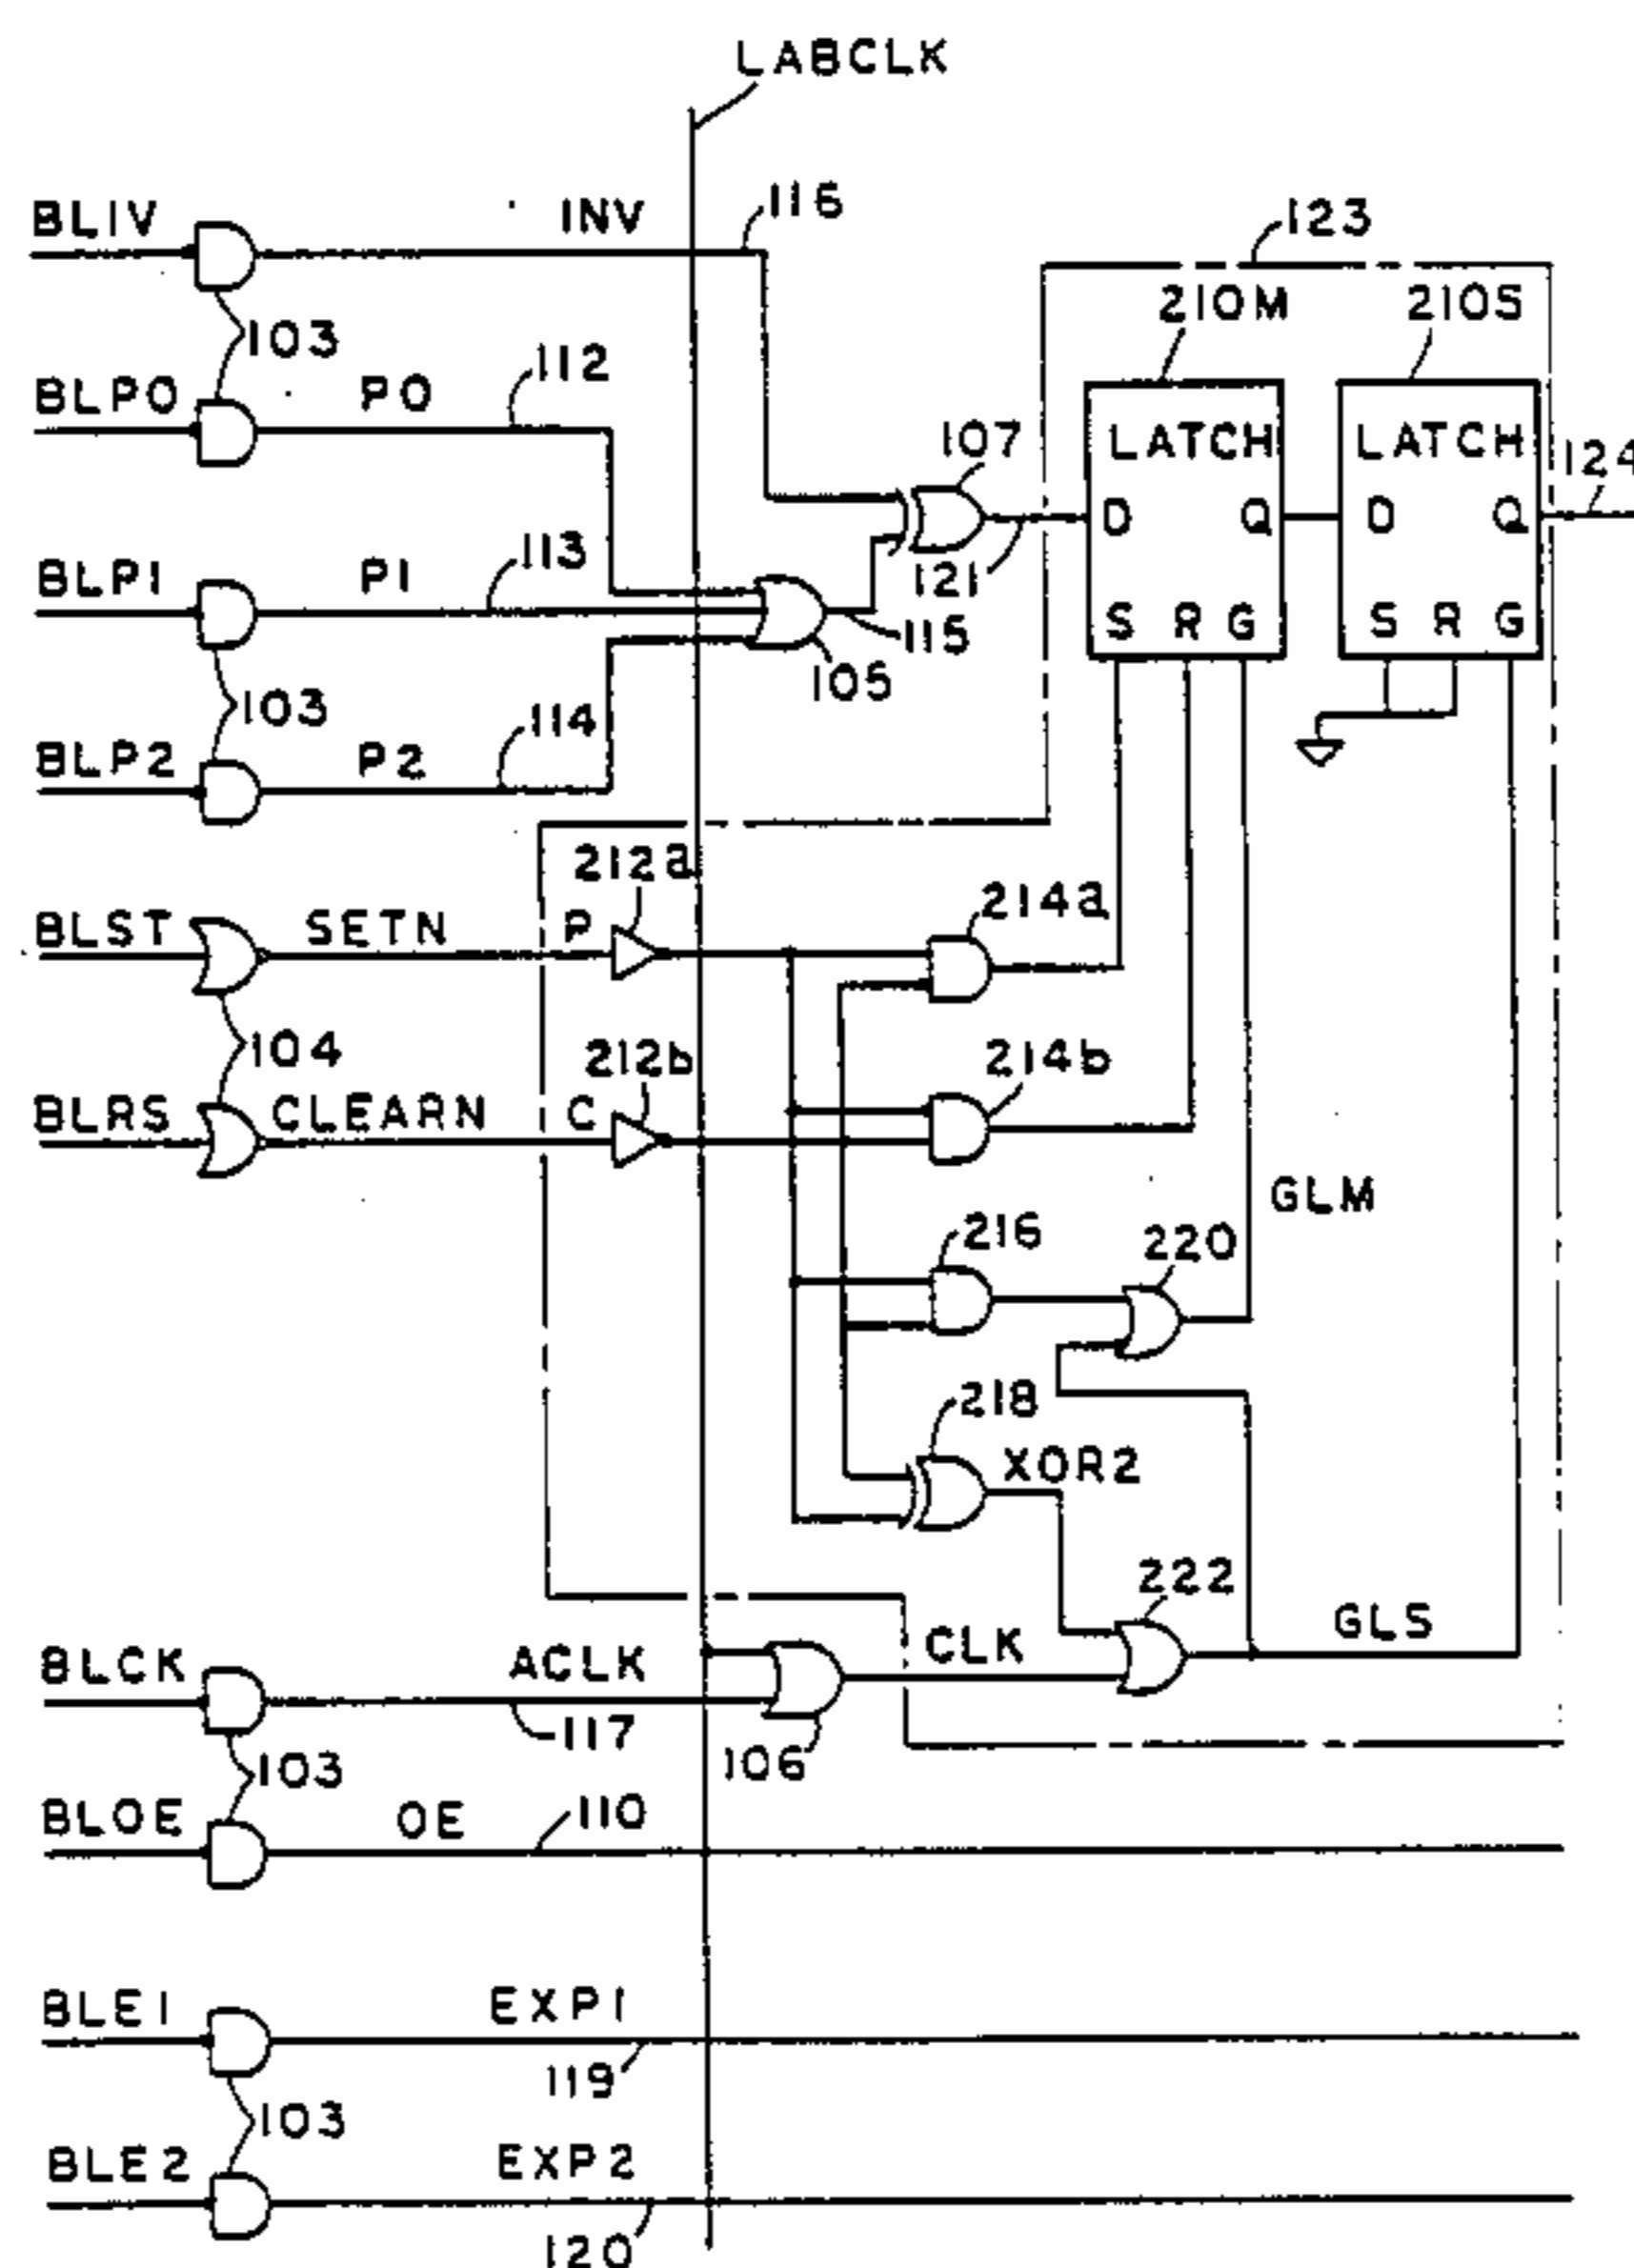 LABCLK
BLIV INV 116
103
123
210M 210S
BLP0 P0 112
107
LATCH LATCH
124
D Q D Q
BLP1 P1 113
121
115
S R G S R G
105
103
114
BLP2 P2
212a
214a
BLST SETN P
104
212b 214b
BLRS CLEARN C
GLM
216
220
218
XOR2
222
GLS
CLK
BLCK ACLK
117
106
103
BLOE OE 110
BLE1 EXP1
119
103
BLE2 EXP2
120